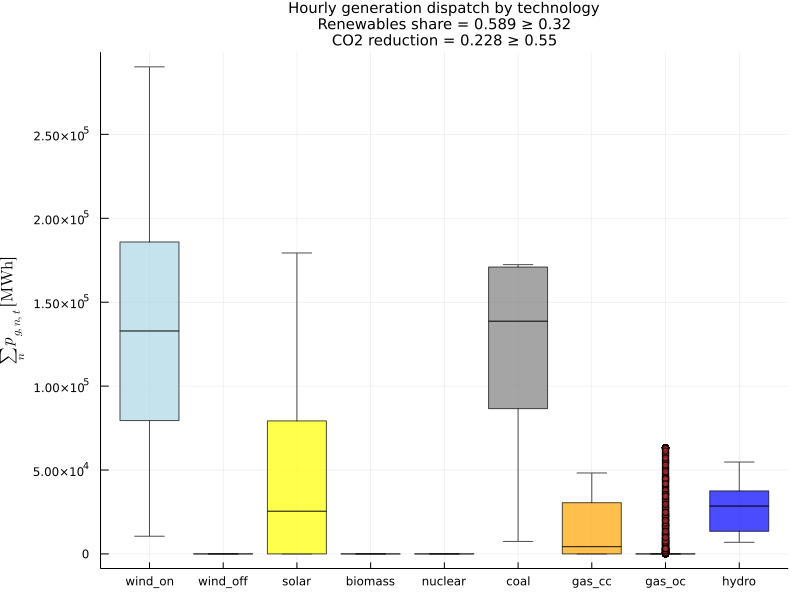 Hourly generation dispatch by technology
Renewables share = 0.589 ≥ 0.32
CO2 reduction = 0.228 ≥ 0.55
∑ₙ p_{g, n, t} [MWh]
2.50×10⁵
2.00×10⁵
1.50×10⁵
1.00×10⁵
5.00×10⁴
0
wind_on wind_off solar biomass nuclear coal gas_cc gas_oc hydro